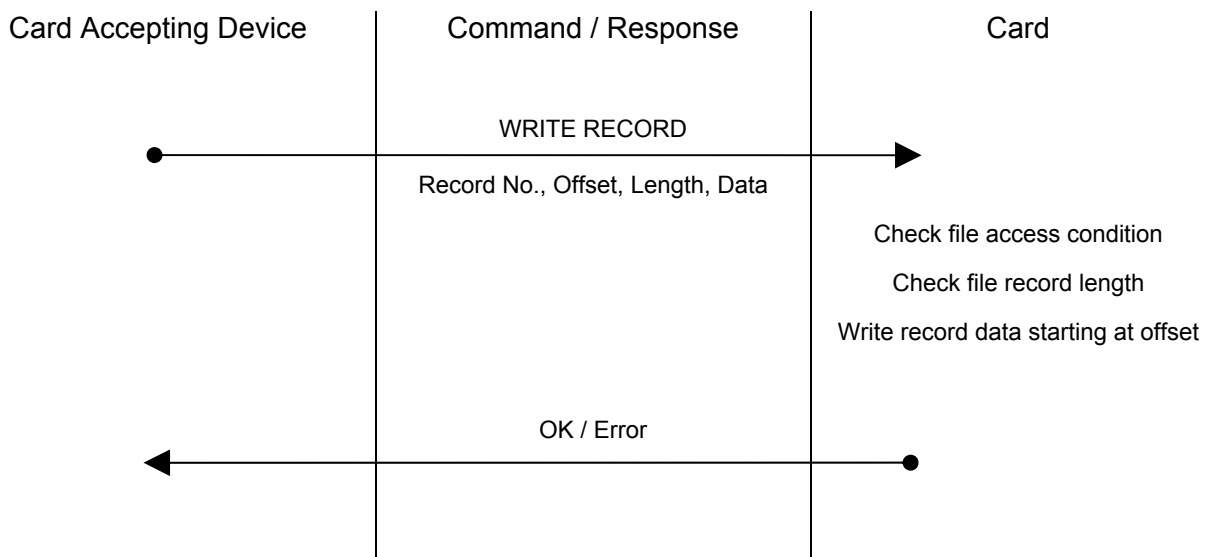 Card Accepting Device
Command / Response
Card
WRITE RECORD
Record No., Offset, Length, Data
Check file access condition
Check file record length
Write record data starting at offset
OK / Error